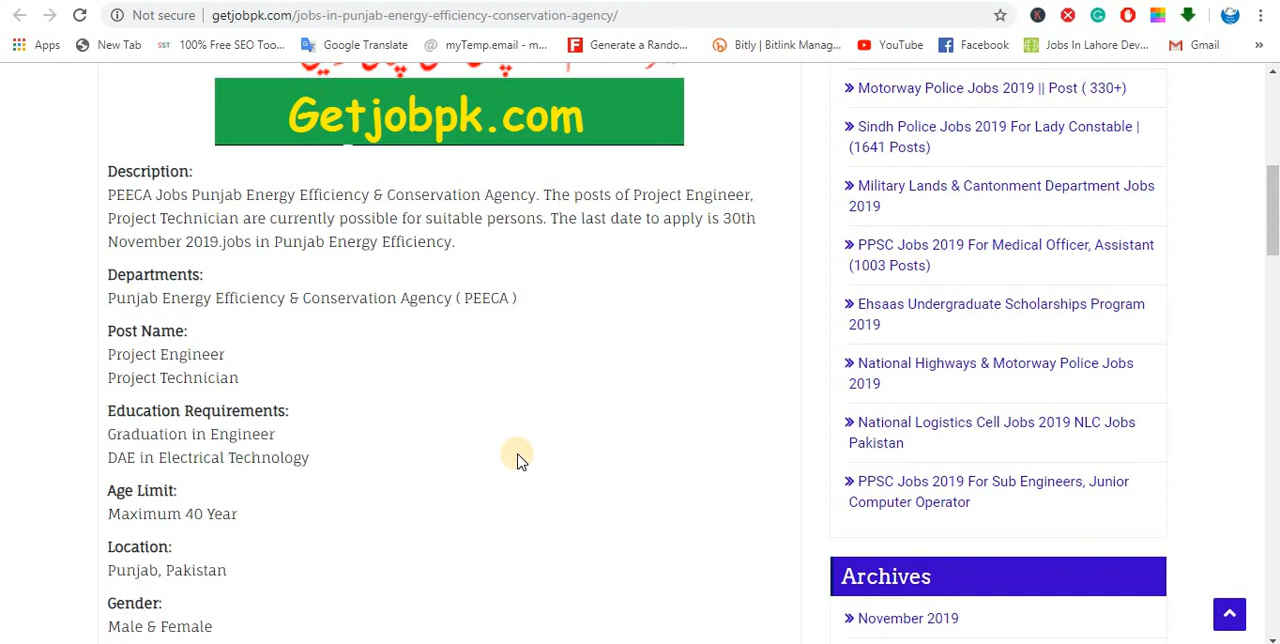 Not secure getjobpk.com/jobs-in-punjab-energy-efficiency-conservation-agency/
Apps New Tab SST 100% Free SEO Too... Google Translate myTemp.email - m... Generate a Rando... Bitly | Bitlink Manag... YouTube Facebook Jobs In Lahore Dev... Gmail »
Getjobpk.com
Description:
PEECA Jobs Punjab Energy Efficiency & Conservation Agency. The posts of Project Engineer,
Project Technician are currently possible for suitable persons. The last date to apply is 30th
November 2019.jobs in Punjab Energy Efficiency.
Departments:
Punjab Energy Efficiency & Conservation Agency ( PEECA )
Post Name:
Project Engineer
Project Technician
Education Requirements:
Graduation in Engineer
DAE in Electrical Technology
Age Limit:
Maximum 40 Year
Location:
Punjab, Pakistan
Gender:
Male & Female
Motorway Police Jobs 2019 || Post ( 330+)
Sindh Police Jobs 2019 For Lady Constable |
(1641 Posts)
Military Lands & Cantonment Department Jobs
2019
PPSC Jobs 2019 For Medical Officer, Assistant
(1003 Posts)
Ehsaas Undergraduate Scholarships Program
2019
National Highways & Motorway Police Jobs
2019
National Logistics Cell Jobs 2019 NLC Jobs
Pakistan
PPSC Jobs 2019 For Sub Engineers, Junior
Computer Operator
Archives
November 2019